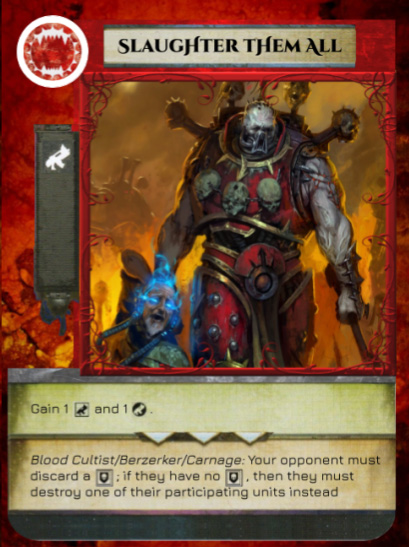 Slaughter Them All
Gain 1 and 1 .
Blood Cultist/Berzerker/Carnage: Your opponent must
discard a ; if they have no , then they must
destroy one of their participating units instead